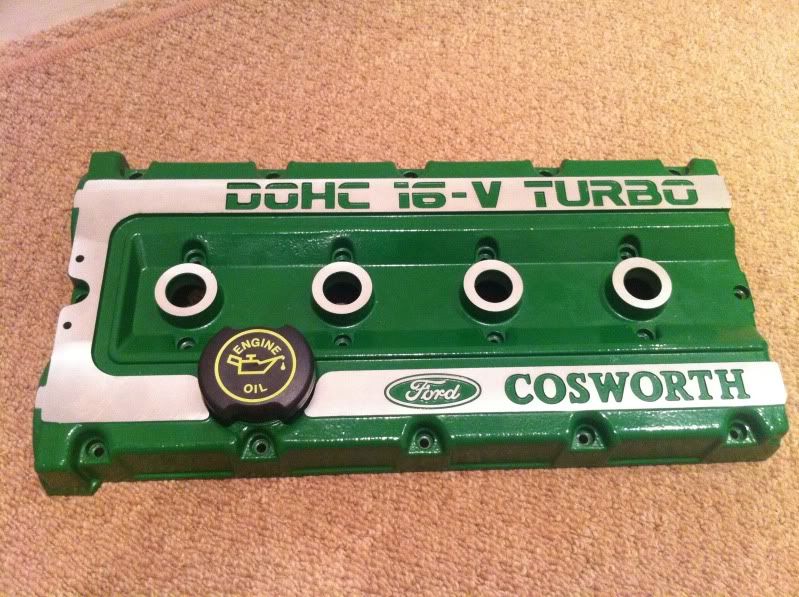 DOHC 16-V TURBO
ENGINE
OIL
Ford
COSWORTH